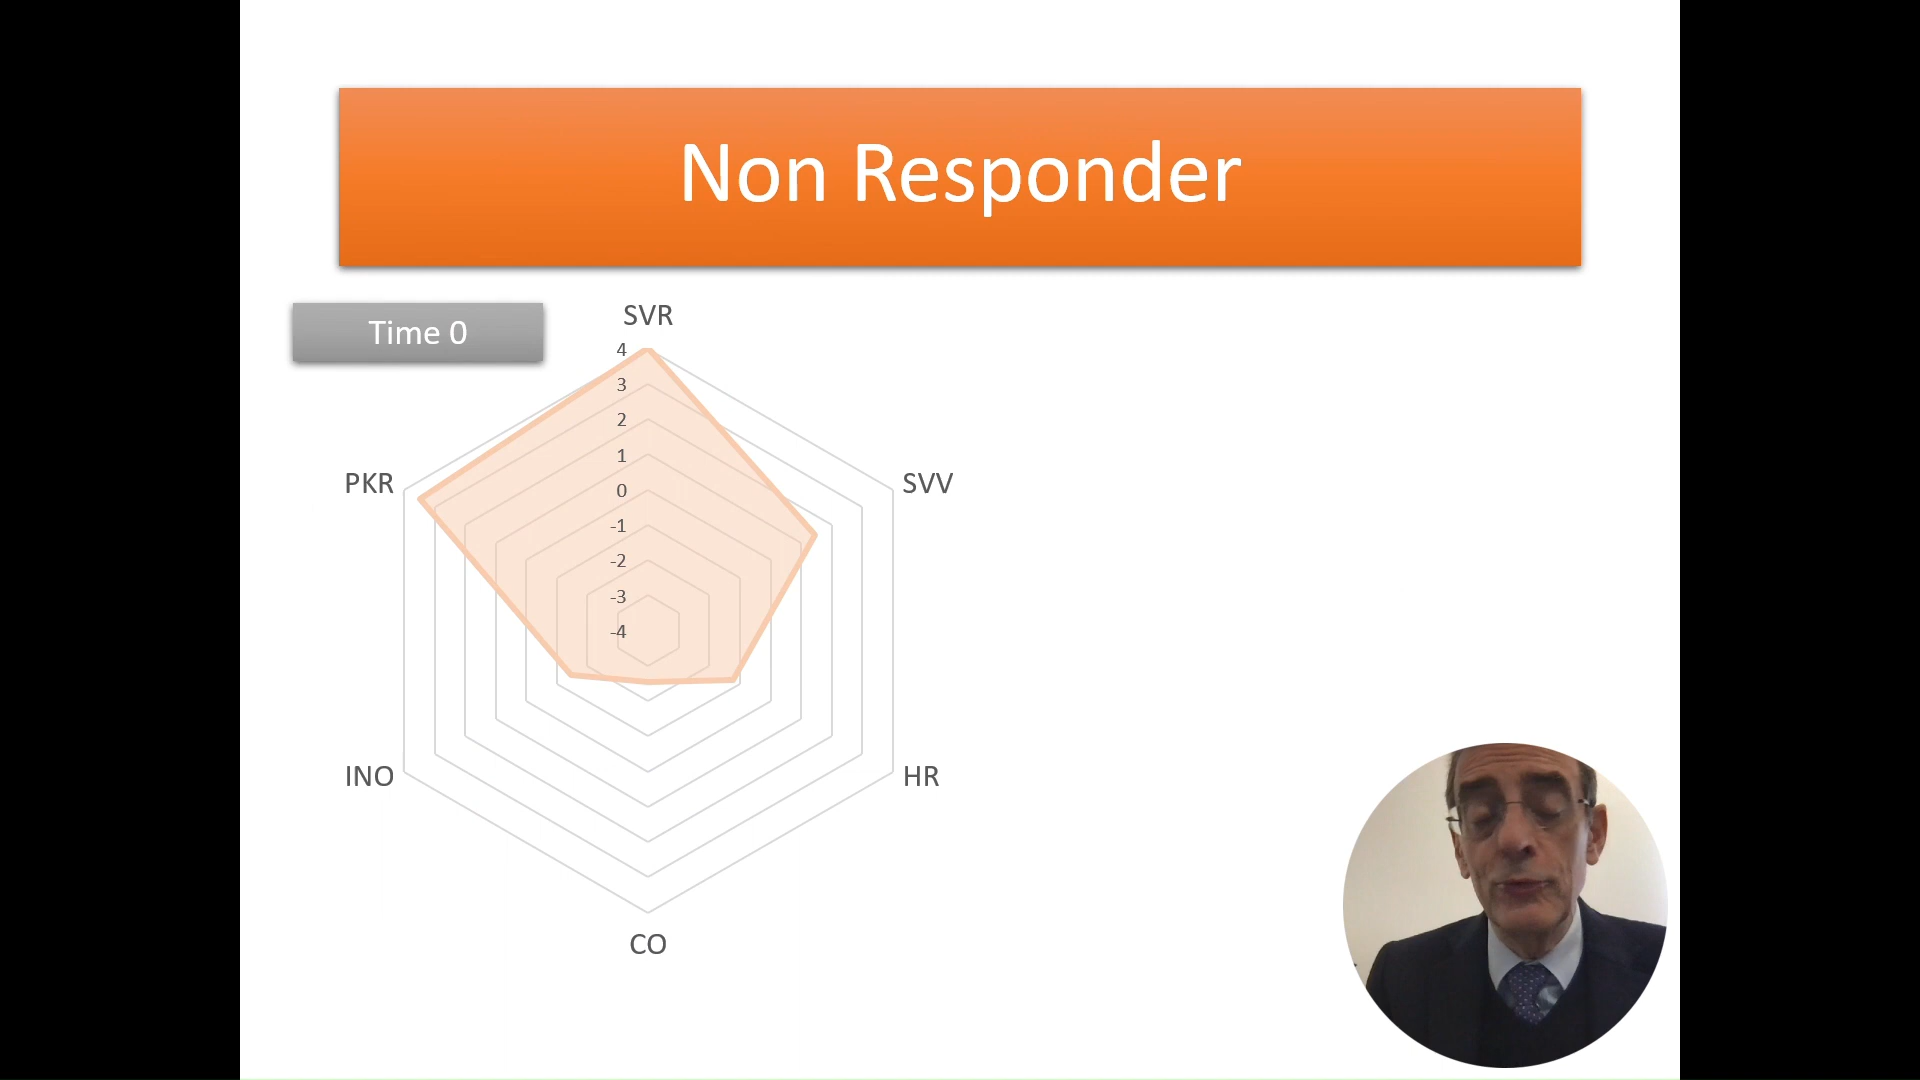 Non Responder
Time 0
SVR
4
3
2
1
0
-1
-2
-3
-4
PKR
SVV
INO
HR
CO